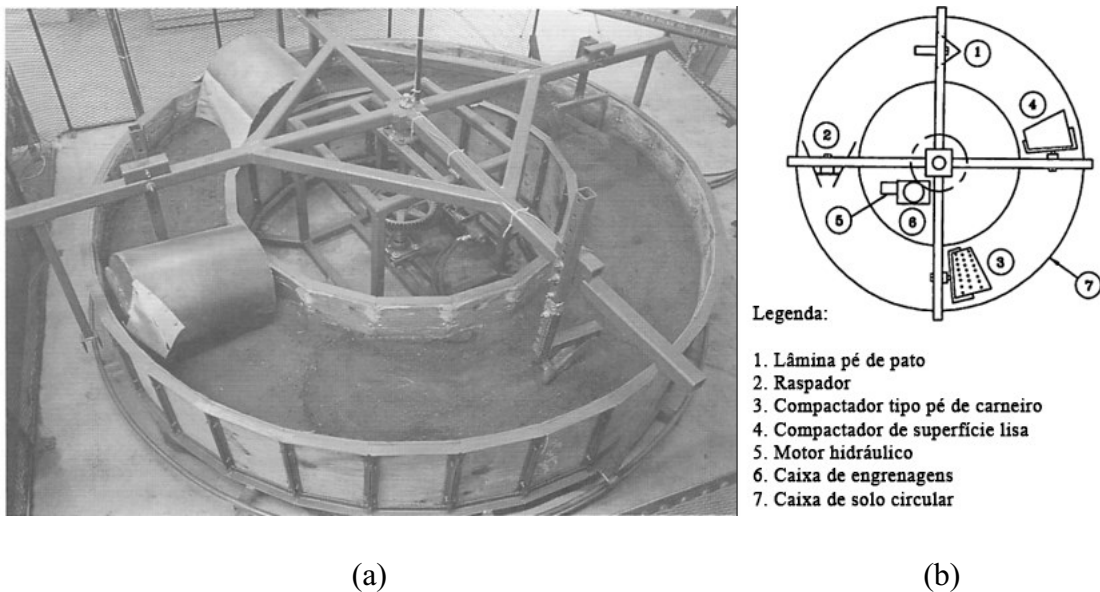 1
4
2
5
6
3
7
Legenda:
1. Lâmina pé de pato
2. Raspador
3. Compactador tipo pé de carneiro
4. Compactador de superfície lisa
5. Motor hidráulico
6. Caixa de engrenagens
7. Caixa de solo circular
(a)
(b)